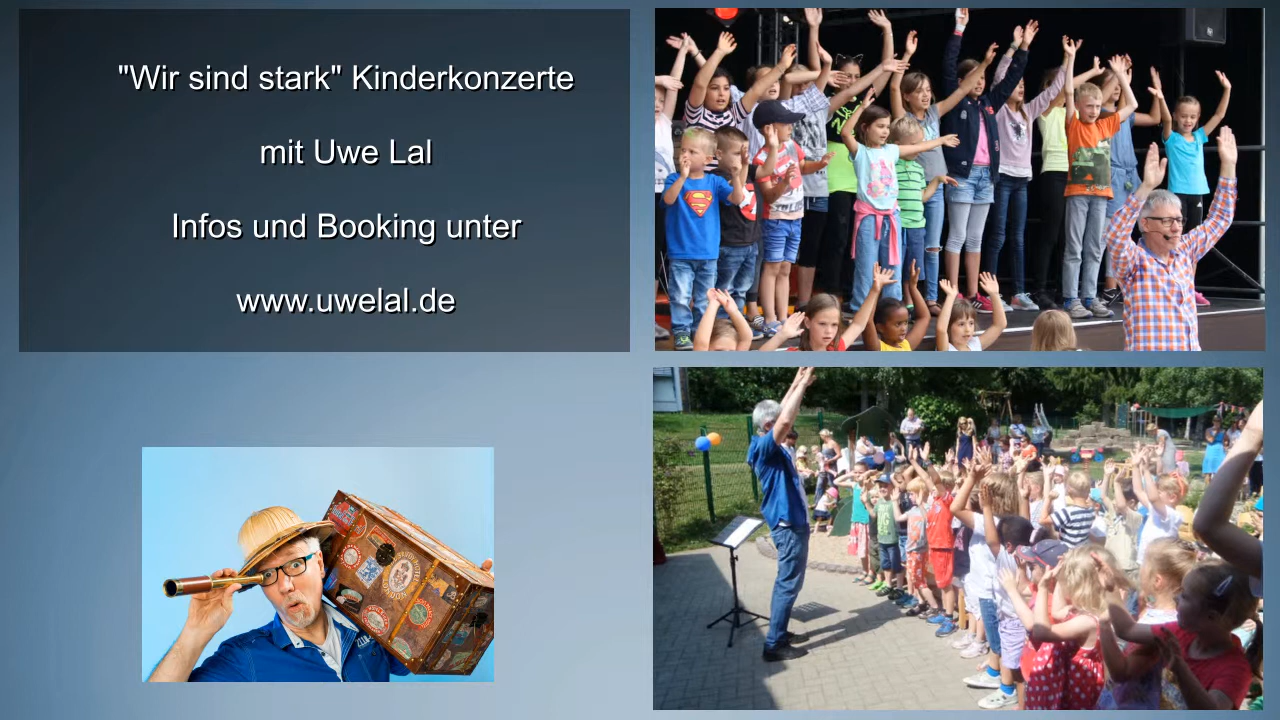 "Wir sind stark" Kinderkonzerte
mit Uwe Lal
Infos und Booking unter
www.uwelal.de